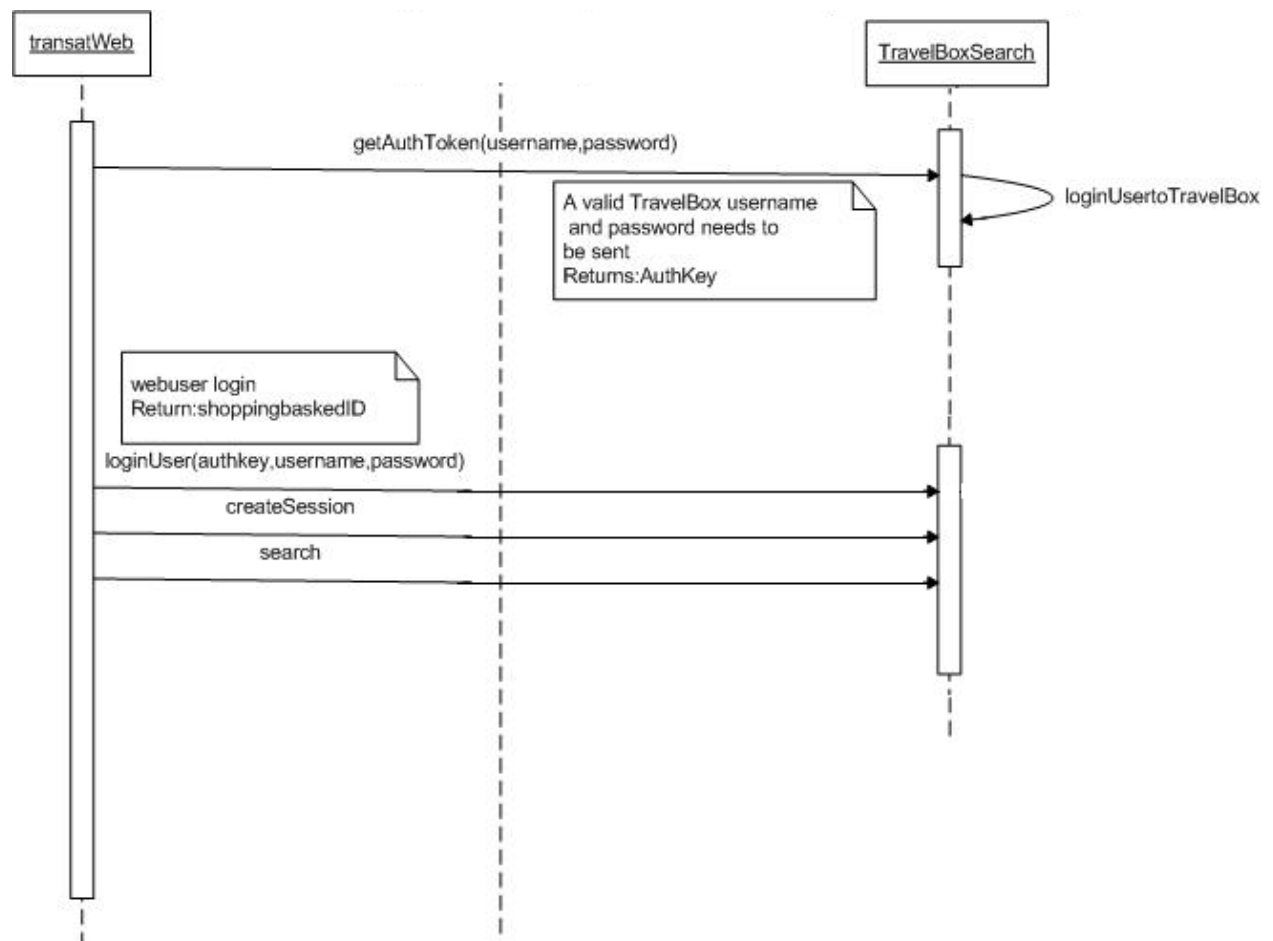 transatWeb
TravelBoxSearch
getAuthToken(username,password)
loginUsertoTravelBox
A valid TravelBox username
and password needs to
be sent
Returns:AuthKey
webuser login
Return:shoppingbaskedID
loginUser(authkey,username,password)
createSession
search